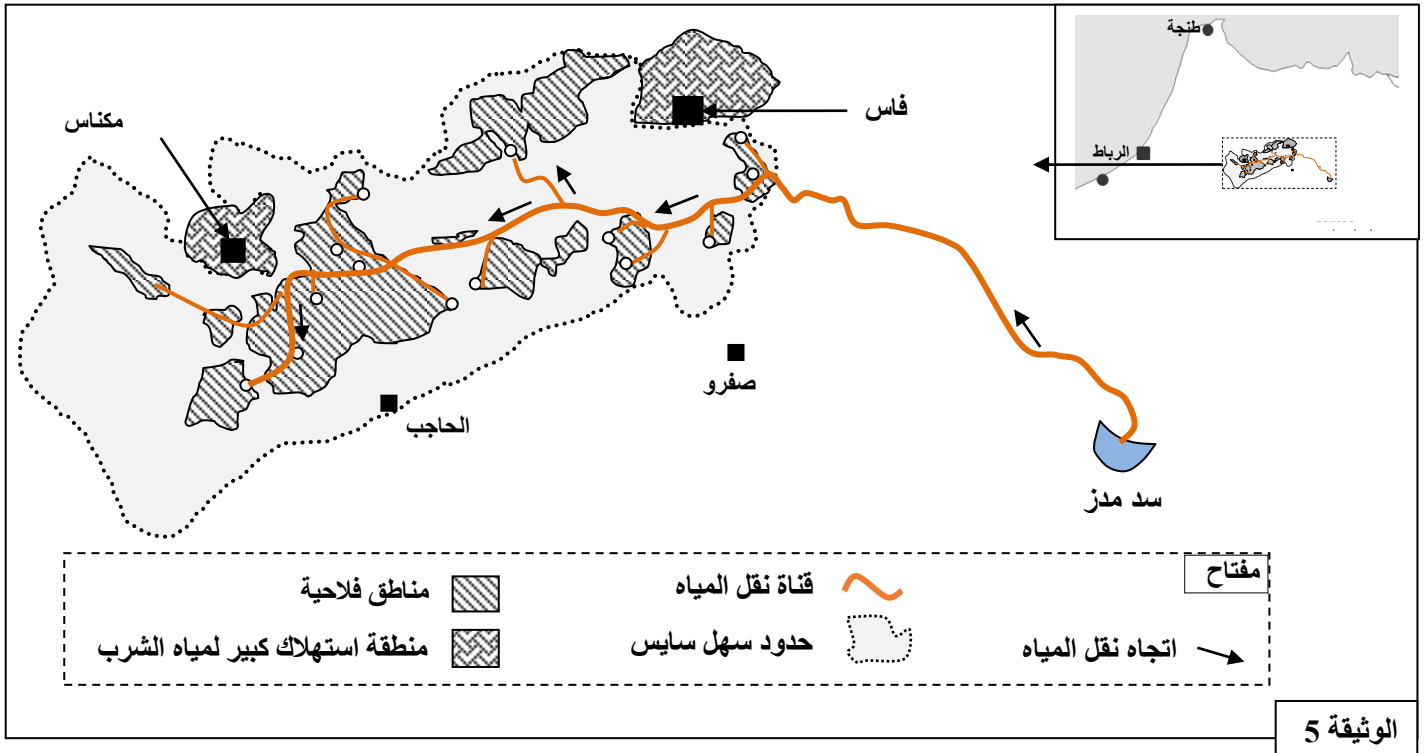 طنجة
الرباط
فاس
مكناس
صفرو
الحاجب
سد مدز
مفتاح
قناة نقل المياه
مناطق فلاحية
اتجاه نقل المياه
حدود سهل سايس
منطقة استهلاك كبير لمياه الشرب
الوثيقة 5